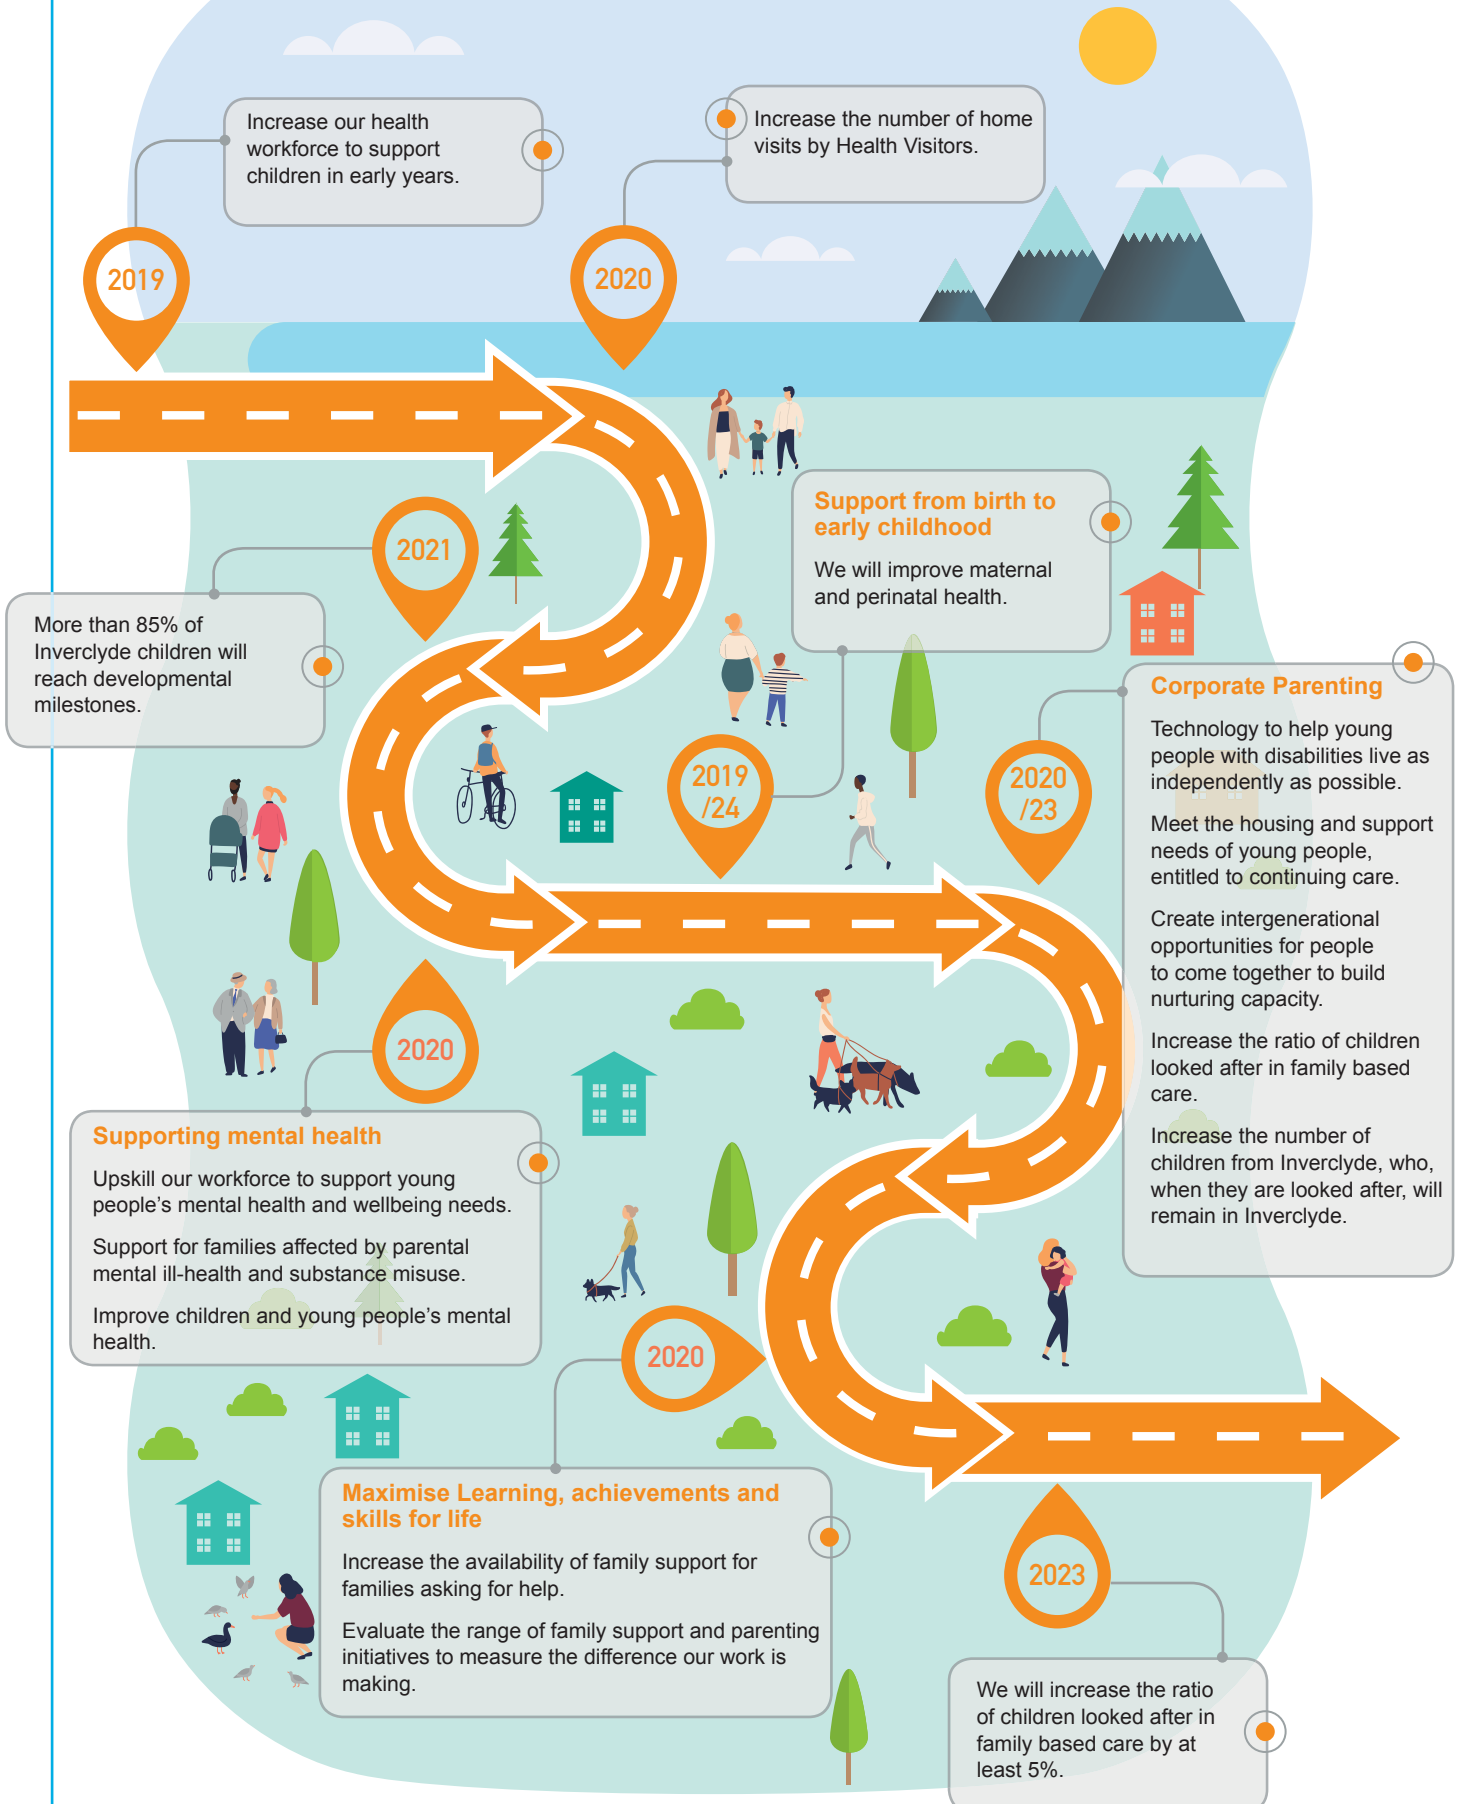 Increase our health
workforce to support
children in early years.
Increase the number of home
visits by Health Visitors.
2019
2020
Support from birth to
early childhood
We will improve maternal
and perinatal health.
2021
More than 85% of
Inverclyde children will
reach developmental
milestones.
2019
/24
2020
/23
Corporate Parenting
Technology to help young
people with disabilities live as
independently as possible.
Meet the housing and support
needs of young people,
entitled to continuing care.
Create intergenerational
opportunities for people
to come together to build
nurturing capacity.
Increase the ratio of children
looked after in family based
care.
Increase the number of
children from Inverclyde, who,
when they are looked after, will
remain in Inverclyde.
2020
Supporting mental health
Upskill our workforce to support young
people’s mental health and wellbeing needs.
Support for families affected by parental
mental ill-health and substance misuse.
Improve children and young people’s mental
health.
2020
Maximise Learning, achievements and
skills for life
Increase the availability of family support for
families asking for help.
Evaluate the range of family support and parenting
initiatives to measure the difference our work is
making.
2023
We will increase the ratio
of children looked after in
family based care by at
least 5%.